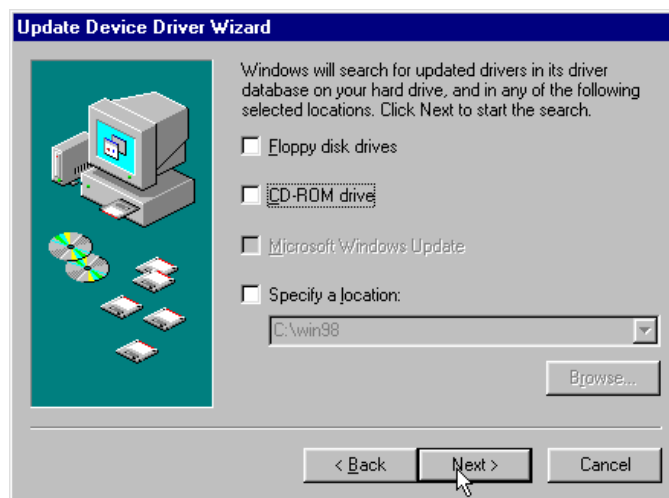 Update Device Driver Wizard
Windows will search for updated drivers in its driver
database on your hard drive, and in any of the following
selected locations. Click Next to start the search.
Floppy disk drives
CD-ROM drive
Microsoft Windows Update
Specify a location:
C:\win98
Browse...
< Back
Next >
Cancel